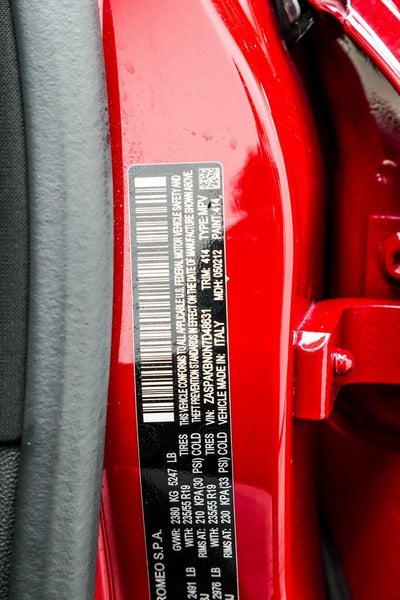 ROMEO S.P.A.
GVWR: 2380 KG 5247 LB
2491 LB WITH: 235/55 R19 TIRES
8J RIMS AT: 210 KPA(30 PSI) COLD
2976 LB WITH: 235/55 R19 TIRES
8J RIMS AT: 230 KPA(33 PSI) COLD
THIS VEHICLE CONFORMS TO ALL APPLICABLE U.S. FEDERAL MOTOR VEHICLE SAFETY AND
THEFT PREVENTION STANDARDS IN EFFECT ON THE DATE OF MANUFACTURE SHOWN ABOVE.
VIN: ZASPAKBN0N7D48631 TRIM: 414 TYPE: MPV
VEHICLE MADE IN: ITALY MDH: 050212 PAINT: 414